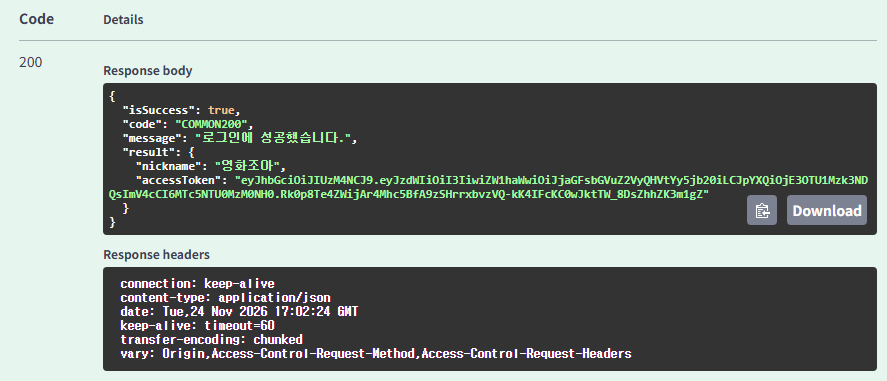 Code Details
200
Response body
{
"isSuccess": true,
"code": "COMMON200",
"message": "로그인에 성공했습니다.",
"result": {
"nickname": "영화조아",
"accessToken": "eyJhbGciOiJIUzM4NCJ9.eyJzdWIiOiI3IiwiZW1haWwiOiJjaGFsbGVuZ2VyQHVtYy5jb20iLCJpYXQiOjE3OTU1Mzk3ND
QsImV4cCI6MTc5NTU0MzM0NH0.Rk0p8Te4ZWijAr4Mhc5BfA9zSHrrxbvzVQ-kK4IFcKC0wJktTW_8DsZhhZK3m1gZ"
}
}
Download
Response headers
connection: keep-alive
content-type: application/json
date: Tue,24 Nov 2026 17:02:24 GMT
keep-alive: timeout=60
transfer-encoding: chunked
vary: Origin,Access-Control-Request-Method,Access-Control-Request-Headers